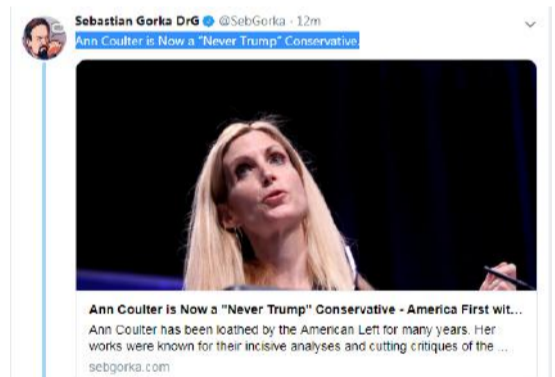 Sebastian Gorka DrG @SebGorka · 12m
Ann Coulter is Now a "Never Trump" Conservative.
Ann Coulter is Now a "Never Trump" Conservative - America First wit...
Ann Coulter has been loathed by the American Left for many years. Her
works were known for their incisive analyses and cutting critiques of the ...
sebgorka.com